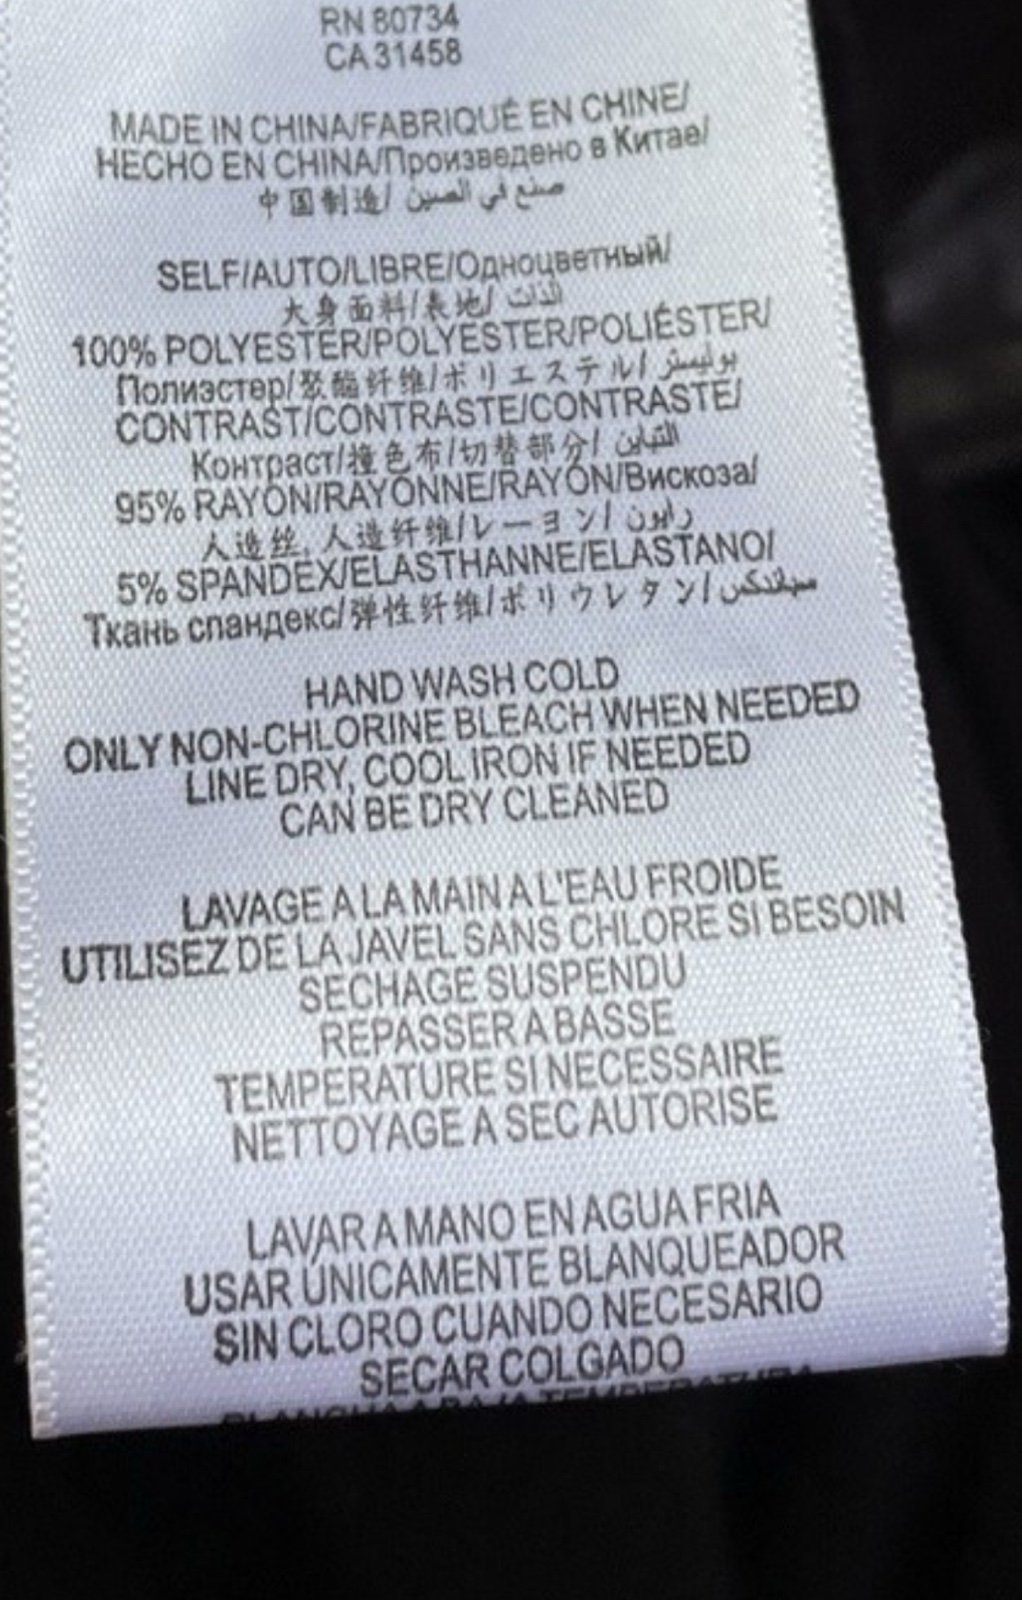 RN 80734
CA 31458
MADE IN CHINA/FABRIQUÉ EN CHINE/
HECHO EN CHINA/Произведено в Китае/
中国制造/ صنع في الصين
SELF/AUTO/LIBRE/Одноцветный/
大身面料/表地/ الذات
100% POLYESTER/POLYESTER/POLIÉSTER/
Полиэстер/聚酯纤维/ポリエステル/ بوليستر
CONTRAST/CONTRASTE/CONTRASTE/
Контраст/撞色布/切替部分/ التباين
95% RAYON/RAYONNE/RAYÓN/Вискоза/
人造丝, 人造纤维/レーヨン/ رايون
5% SPANDEX/ELASTHANNE/ELASTANO/
Ткань спандекс/弹性纤维/ポリウレタン/ سباندكس
HAND WASH COLD
ONLY NON-CHLORINE BLEACH WHEN NEEDED
LINE DRY, COOL IRON IF NEEDED
CAN BE DRY CLEANED
LAVAGE A LA MAIN A L'EAU FROIDE
UTILISEZ DE LA JAVEL SANS CHLORE SI BESOIN
SECHAGE SUSPENDU
REPASSER A BASSE
TEMPERATURE SI NECESSAIRE
NETTOYAGE A SEC AUTORISE
LAVAR A MANO EN AGUA FRIA
USAR ÚNICAMENTE BLANQUEADOR
SIN CLORO CUANDO NECESARIO
SECAR COLGADO
A BAJA TEMPERATURA